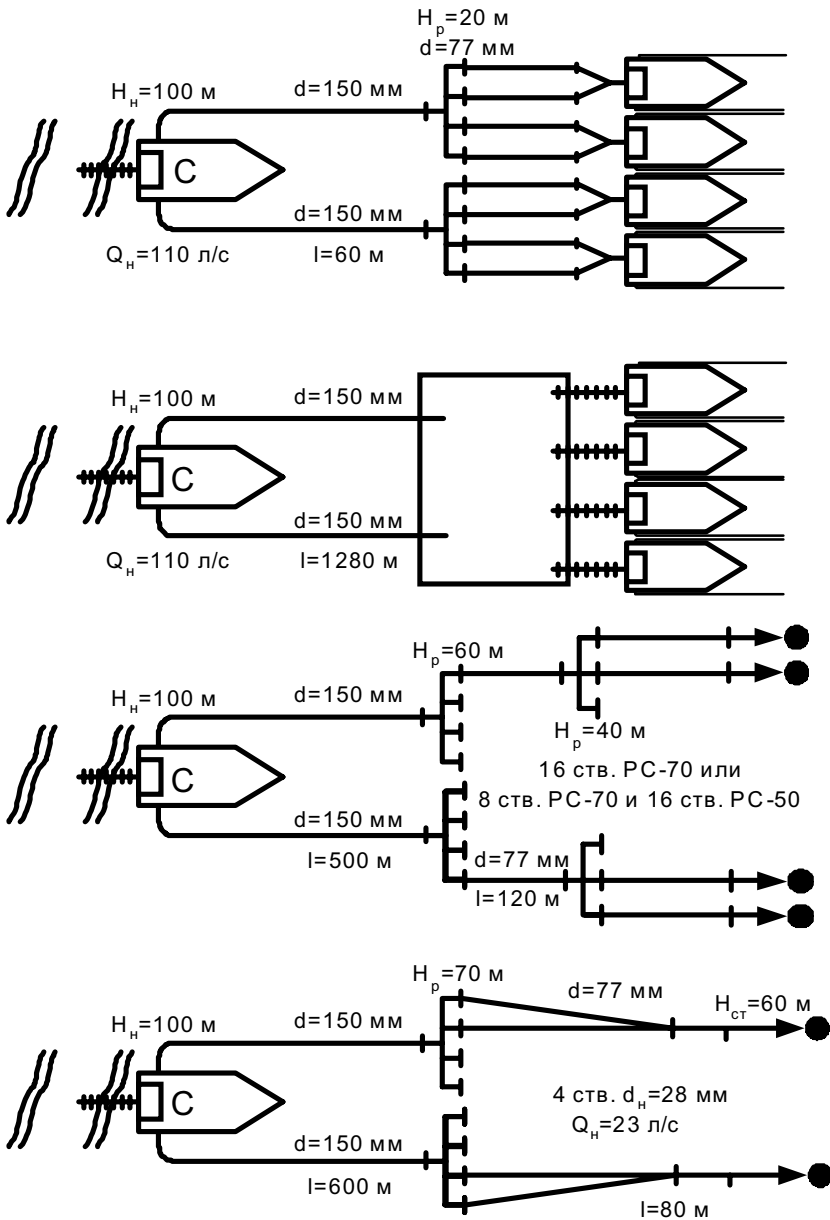 Hр=20 м
d=77 мм
Hн=100 м
d=150 мм
С
d=150 мм
Qн=110 л/с
l=60 м
Hн=100 м
d=150 мм
С
d=150 мм
Qн=110 л/с
l=1280 м
Hр=60 м
Hн=100 м
d=150 мм
Hр=40 м
С
16 ств. РС-70 или
8 ств. РС-70 и 16 ств. РС-50
d=150 мм
l=500 м
d=77 мм
l=120 м
Hр=70 м
d=77 мм
Hст=60 м
Hн=100 м
d=150 мм
С
4 ств. dн=28 мм
Qн=23 л/с
d=150 мм
l=600 м
l=80 м